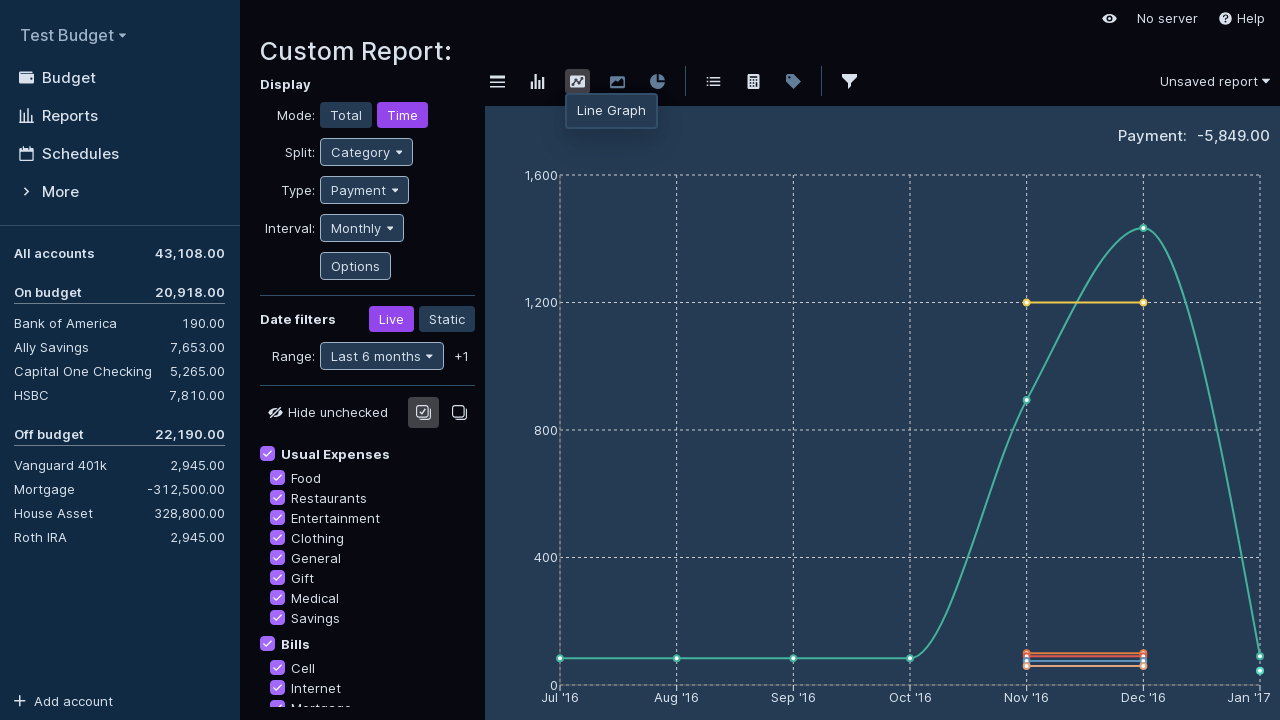 Test Budget
Budget
Reports
Schedules
More
All accounts 43,108.00
On budget 20,918.00
Bank of America 190.00
Ally Savings 7,653.00
Capital One Checking 5,265.00
HSBC 7,810.00
Off budget 22,190.00
Vanguard 401k 2,945.00
Mortgage -312,500.00
House Asset 328,800.00
Roth IRA 2,945.00
Add account
No server
Help
Custom Report:
Display
Mode: Total Time
Split: Category
Type: Payment
Interval: Monthly
Options
Date filters Live Static
Range: Last 6 months +1
Hide unchecked
Usual Expenses
Food
Restaurants
Entertainment
Clothing
General
Gift
Medical
Savings
Bills
Cell
Internet
Mortgage
Line Graph
Unsaved report
Payment: -5,849.00
1,600
1,200
800
400
0
Jul '16 Aug '16 Sep '16 Oct '16 Nov '16 Dec '16 Jan '17